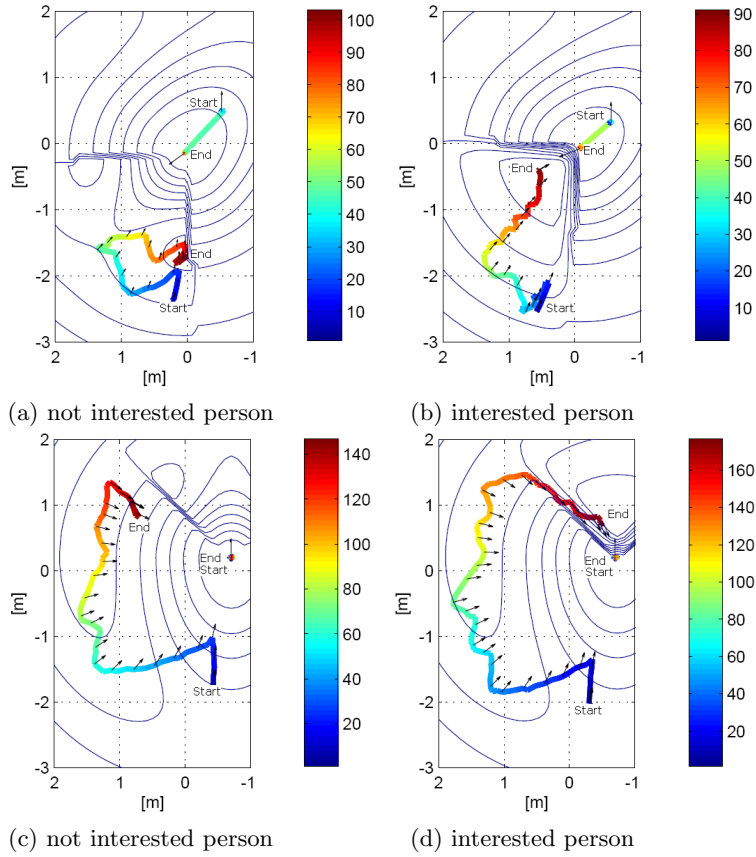 2
1
0
-1
-2
-3
[m]
2
1
0
-1
[m]
Start
End
End
Start
100
90
80
70
60
50
40
30
20
10
(a) not interested person
2
1
0
-1
-2
-3
[m]
2
1
0
-1
[m]
Start
End
End
Start
90
80
70
60
50
40
30
20
10
(b) interested person
2
1
0
-1
-2
-3
[m]
2
1
0
-1
[m]
End
End
Start
Start
140
120
100
80
60
40
20
(c) not interested person
2
1
0
-1
-2
-3
[m]
2
1
0
-1
[m]
End
End
Start
Start
160
140
120
100
80
60
40
20
(d) interested person